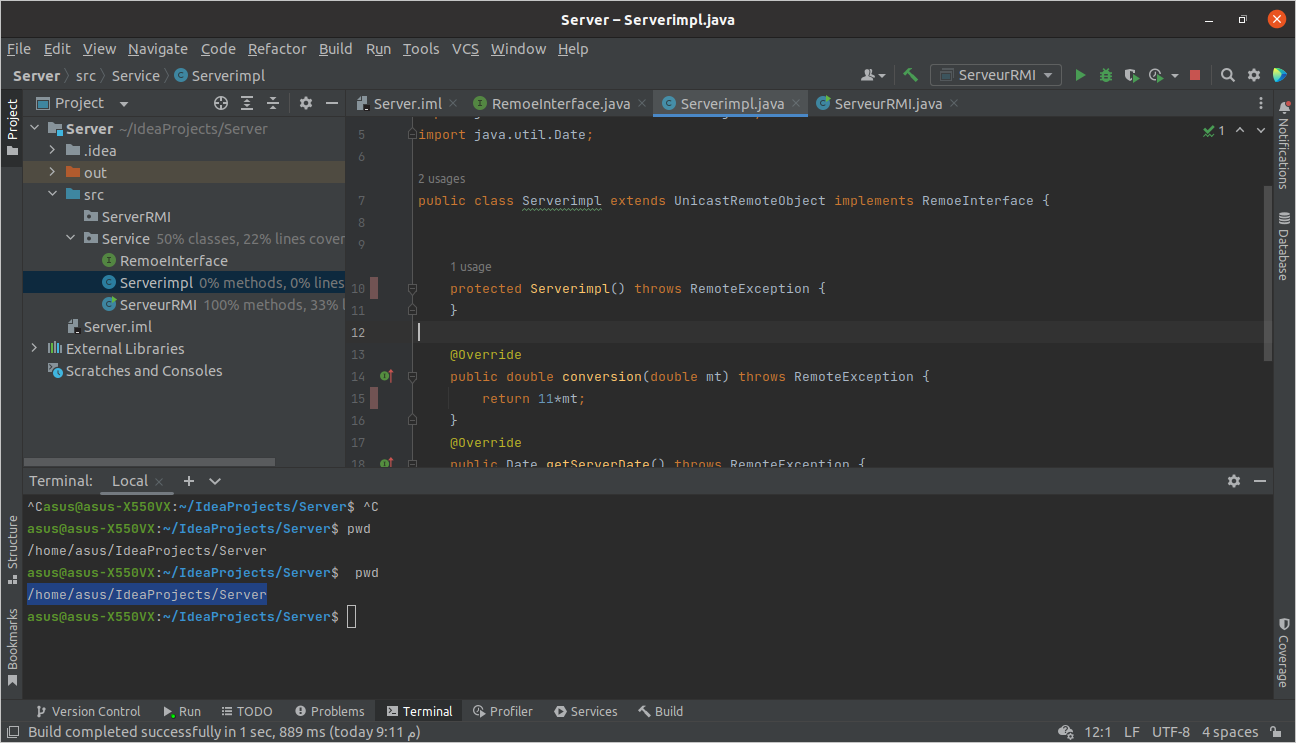 Server – Serverimpl.java
File Edit View Navigate Code Refactor Build Run Tools VCS Window Help
Server src Service Serverimpl
ServeurRMI
Project
Server.iml RemoeInterface.java Serverimpl.java ServeurRMI.java
Project
Server ~/IdeaProjects/Server
.idea
out
src
ServerRMI
Service 50% classes, 22% lines cover
RemoeInterface
Serverimpl 0% methods, 0% lines
ServeurRMI 100% methods, 33% l
Server.iml
External Libraries
Scratches and Consoles
5 import java.util.Date;
1
6
2 usages
7 public class Serverimpl extends UnicastRemoteObject implements RemoeInterface {
8
9
1 usage
10 protected Serverimpl() throws RemoteException {
11 }
12
13 @Override
14 public double conversion(double mt) throws RemoteException {
15 return 11*mt;
16 }
17 @Override
18 public Date getServerDate() throws RemoteException {
Notifications
Database
Coverage
Structure
Bookmarks
Terminal: Local
^Casus@asus-X550VX:~/IdeaProjects/Server$ ^C
asus@asus-X550VX:~/IdeaProjects/Server$ pwd
/home/asus/IdeaProjects/Server
asus@asus-X550VX:~/IdeaProjects/Server$  pwd
/home/asus/IdeaProjects/Server
asus@asus-X550VX:~/IdeaProjects/Server$
Version Control Run TODO Problems Terminal Profiler Services Build
Build completed successfully in 1 sec, 889 ms (today 9:11 م)
12:1 LF UTF-8 4 spaces